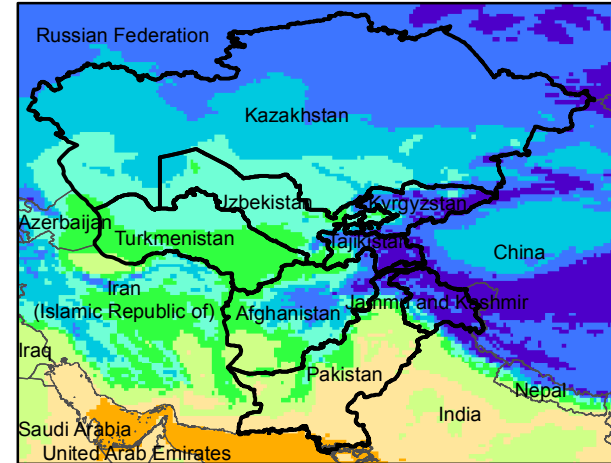 Russian Federation
Kazakhstan
Uzbekistan
Kyrgyzstan
Azerbaijan
Turkmenistan
Tajikistan
China
Iran
(Islamic Republic of)
Afghanistan
Jammu and Kashmir
Iraq
Pakistan
Nepal
India
Saudi Arabia
United Arab Emirates